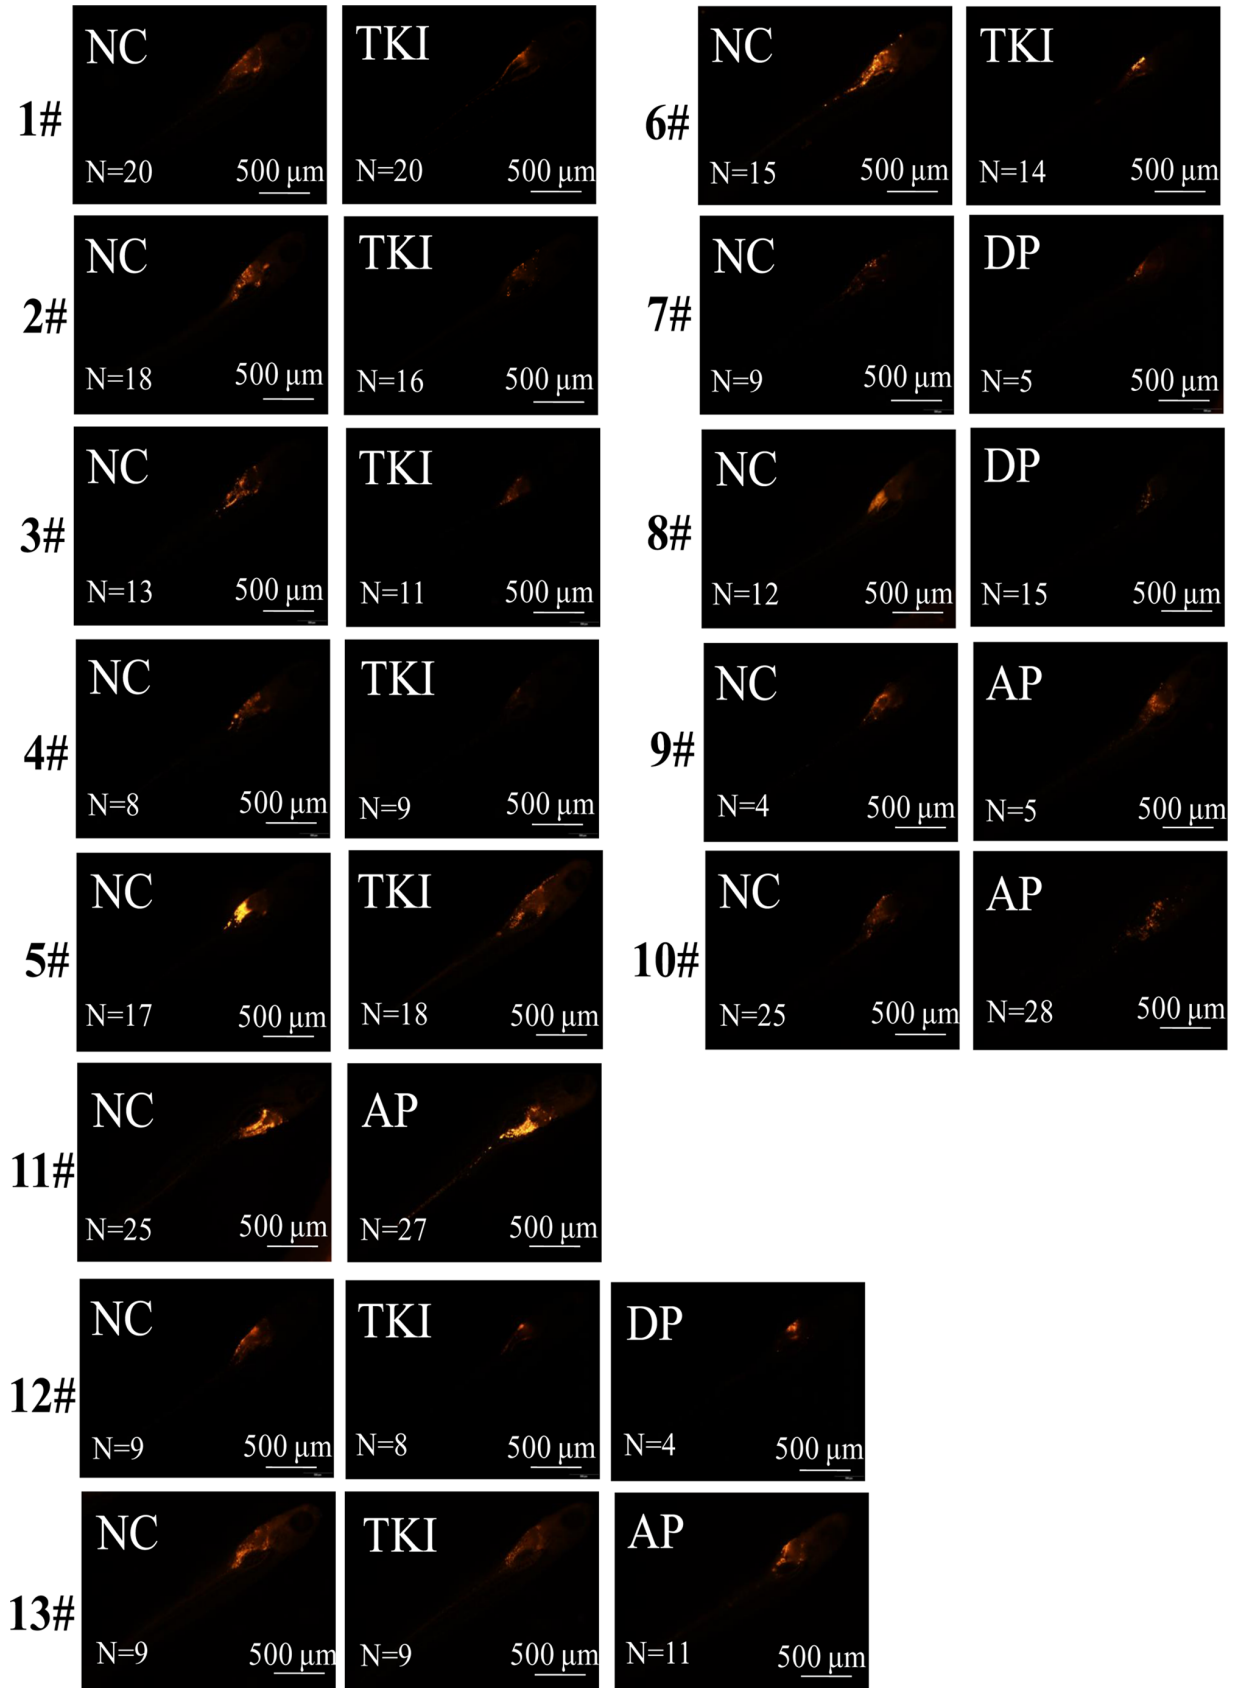 1#
NC
N=20
500 µm
TKI
N=20
500 µm
6#
NC
N=15
500 µm
TKI
N=14
500 µm
2#
NC
N=18
500 µm
TKI
N=16
500 µm
7#
NC
N=9
500 µm
DP
N=5
500 µm
3#
NC
N=13
500 µm
TKI
N=11
500 µm
8#
NC
N=12
500 µm
DP
N=15
500 µm
4#
NC
N=8
500 µm
TKI
N=9
500 µm
9#
NC
N=4
500 µm
AP
N=5
500 µm
5#
NC
N=17
500 µm
TKI
N=18
500 µm
10#
NC
N=25
500 µm
AP
N=28
500 µm
11#
NC
N=25
500 µm
AP
N=27
500 µm
12#
NC
N=9
500 µm
TKI
N=8
500 µm
DP
N=4
500 µm
13#
NC
N=9
500 µm
TKI
N=9
500 µm
AP
N=11
500 µm